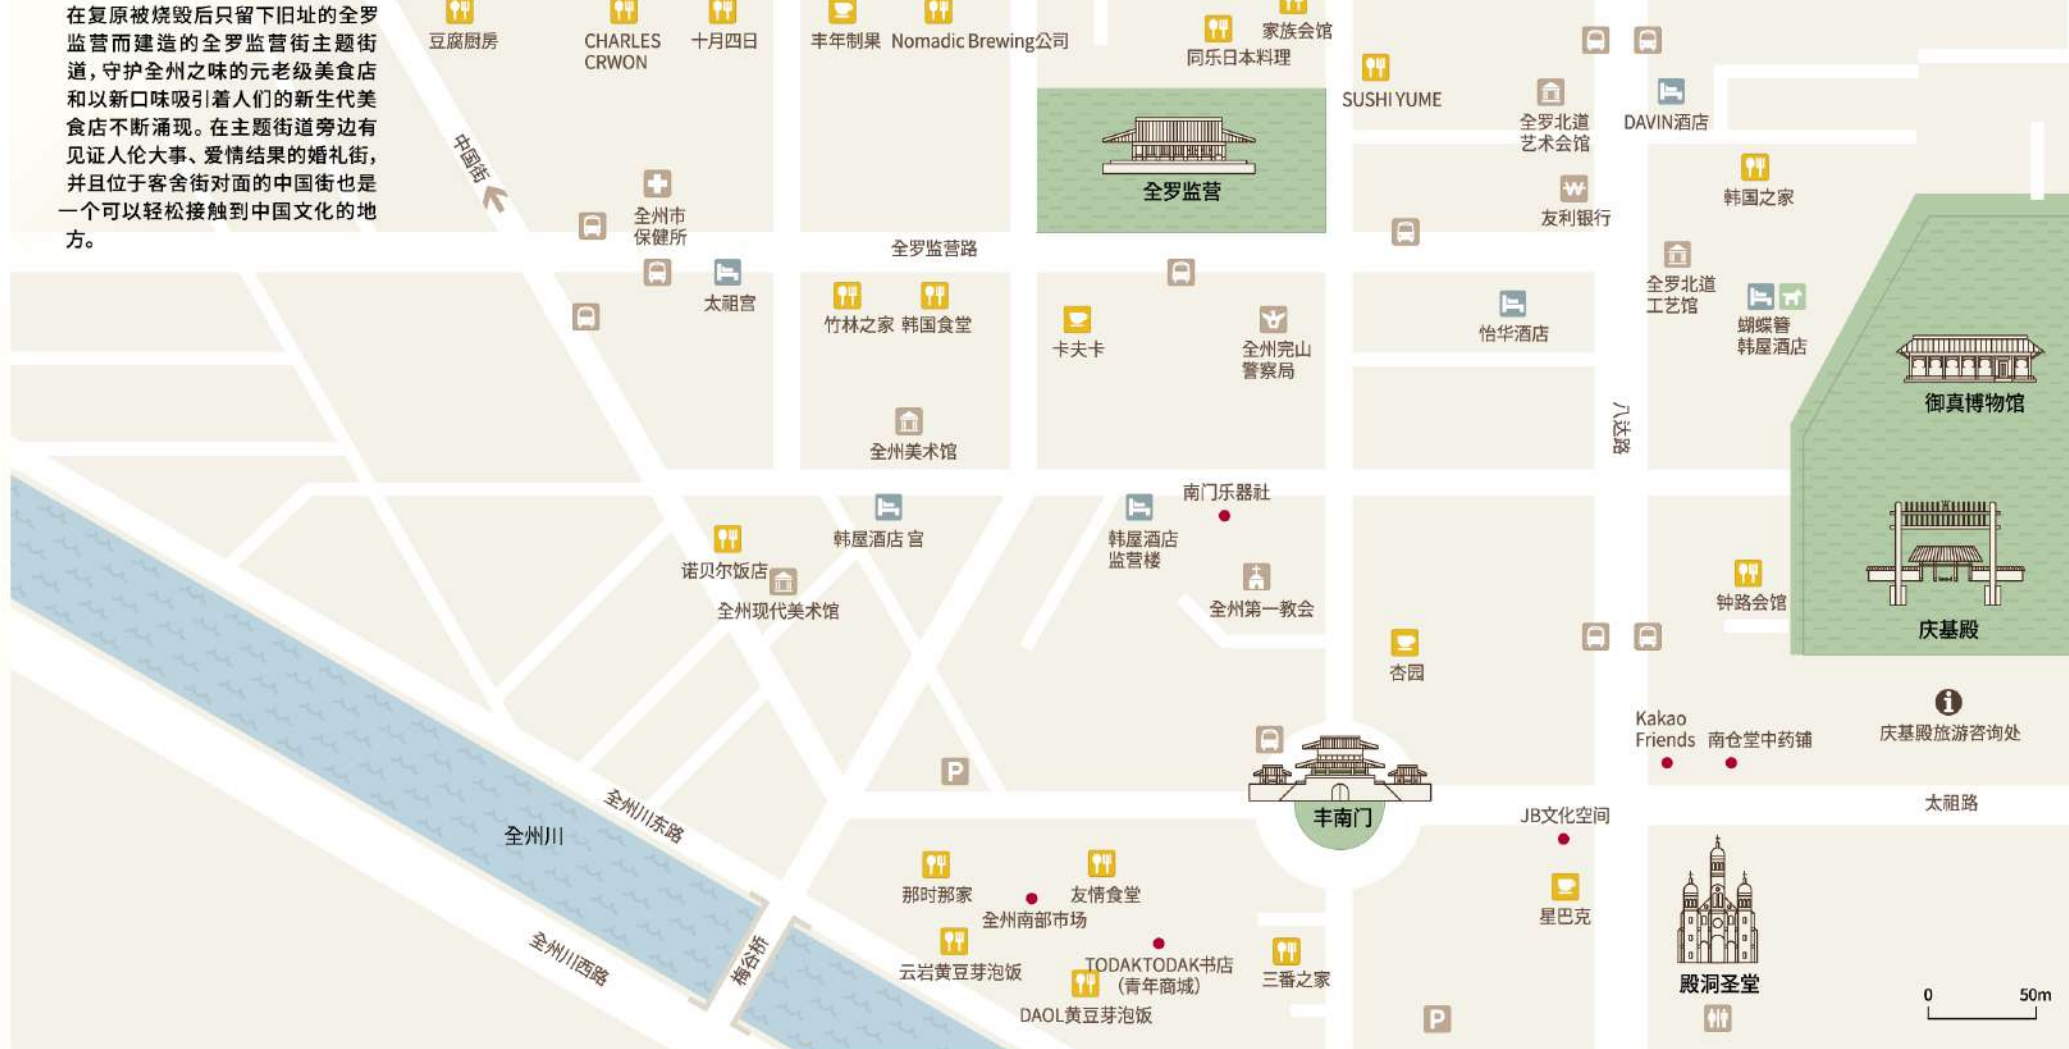 在复原被烧毁后只留下旧址的全罗
监营而建造的全罗监营街主题街
道，守护全州之味的元老级美食店
和以新口味吸引着人们的新生代美
食店不断涌现。在主题街道旁边有
见证人伦大事、爱情结果的婚礼街，
并且位于客舍街对面的中国街也是
一个可以轻松接触到中国文化的地
方。
豆腐厨房
CHARLES
CRWON
十月四日
丰年制果
Nomadic Brewing公司
家族会馆
同乐日本料理
SUSHI YUME
全罗北道
艺术会馆
DAVIN酒店
中国街
全罗监营
韩国之家
友利银行
全州市
保健所
全罗监营路
太祖宫
竹林之家
韩国食堂
卡夫卡
全州完山
警察局
怡华酒店
全罗北道
工艺馆
蝴蝶簪
韩屋酒店
御真博物馆
八达路
全州美术馆
南门乐器社
韩屋酒店 宫
韩屋酒店
监营楼
诺贝尔饭店
全州现代美术馆
全州第一教会
钟路会馆
庆基殿
杏园
Kakao
Friends
南仓堂中药铺
庆基殿旅游咨询处
P
全州川东路
全州川
丰南门
JB文化空间
太祖路
那时那家
友情食堂
全州南部市场
星巴克
全州川西路
梅谷桥
云岩黄豆芽泡饭
TODAKTODAK书店
（青年商城）
三番之家
DAOL黄豆芽泡饭
殿洞圣堂
P
0 50m